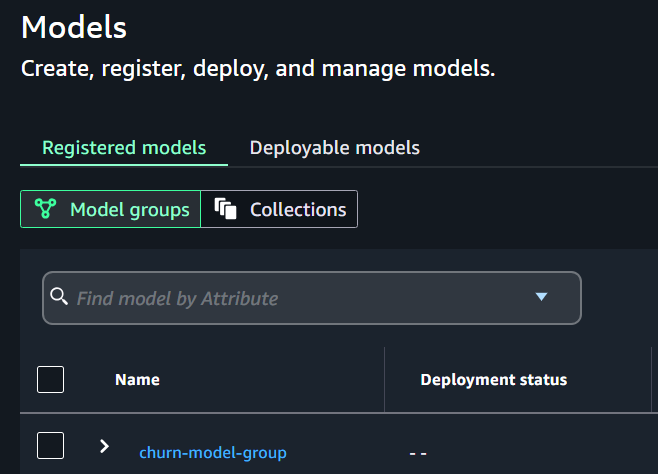 Models
Create, register, deploy, and manage models.
Registered models Deployable models
Model groups Collections
Find model by Attribute
Name Deployment status
churn-model-group --